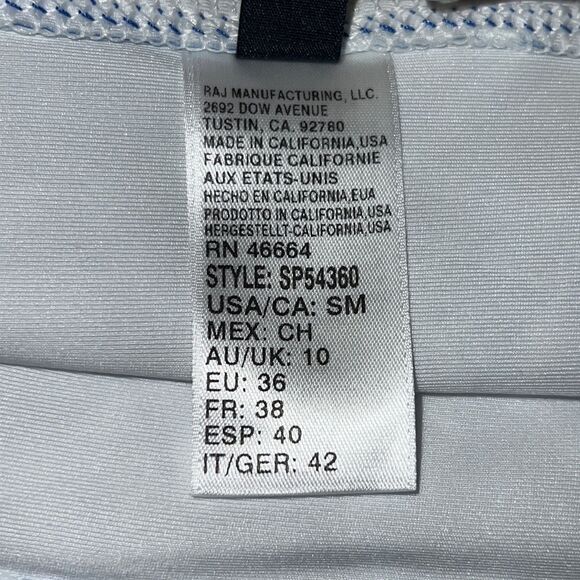 RAJ MANUFACTURING, LLC.
2692 DOW AVENUE
TUSTIN, CA. 92780
MADE IN CALIFORNIA,USA
FABRIQUE CALIFORNIE
AUX ETATS-UNIS
HECHO EN CALIFORNIA,EUA
PRODOTTO IN CALIFORNIA,USA
HERGESTELLT-CALIFORNIA,USA
RN 46664
STYLE: SP54360
USA/CA: SM
MEX: CH
AU/UK: 10
EU: 36
FR: 38
ESP: 40
IT/GER: 42